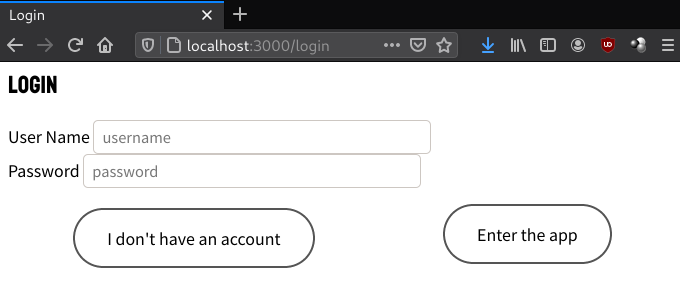 Login
localhost:3000/login
LOGIN
User Name username
Password password
I don't have an account Enter the app